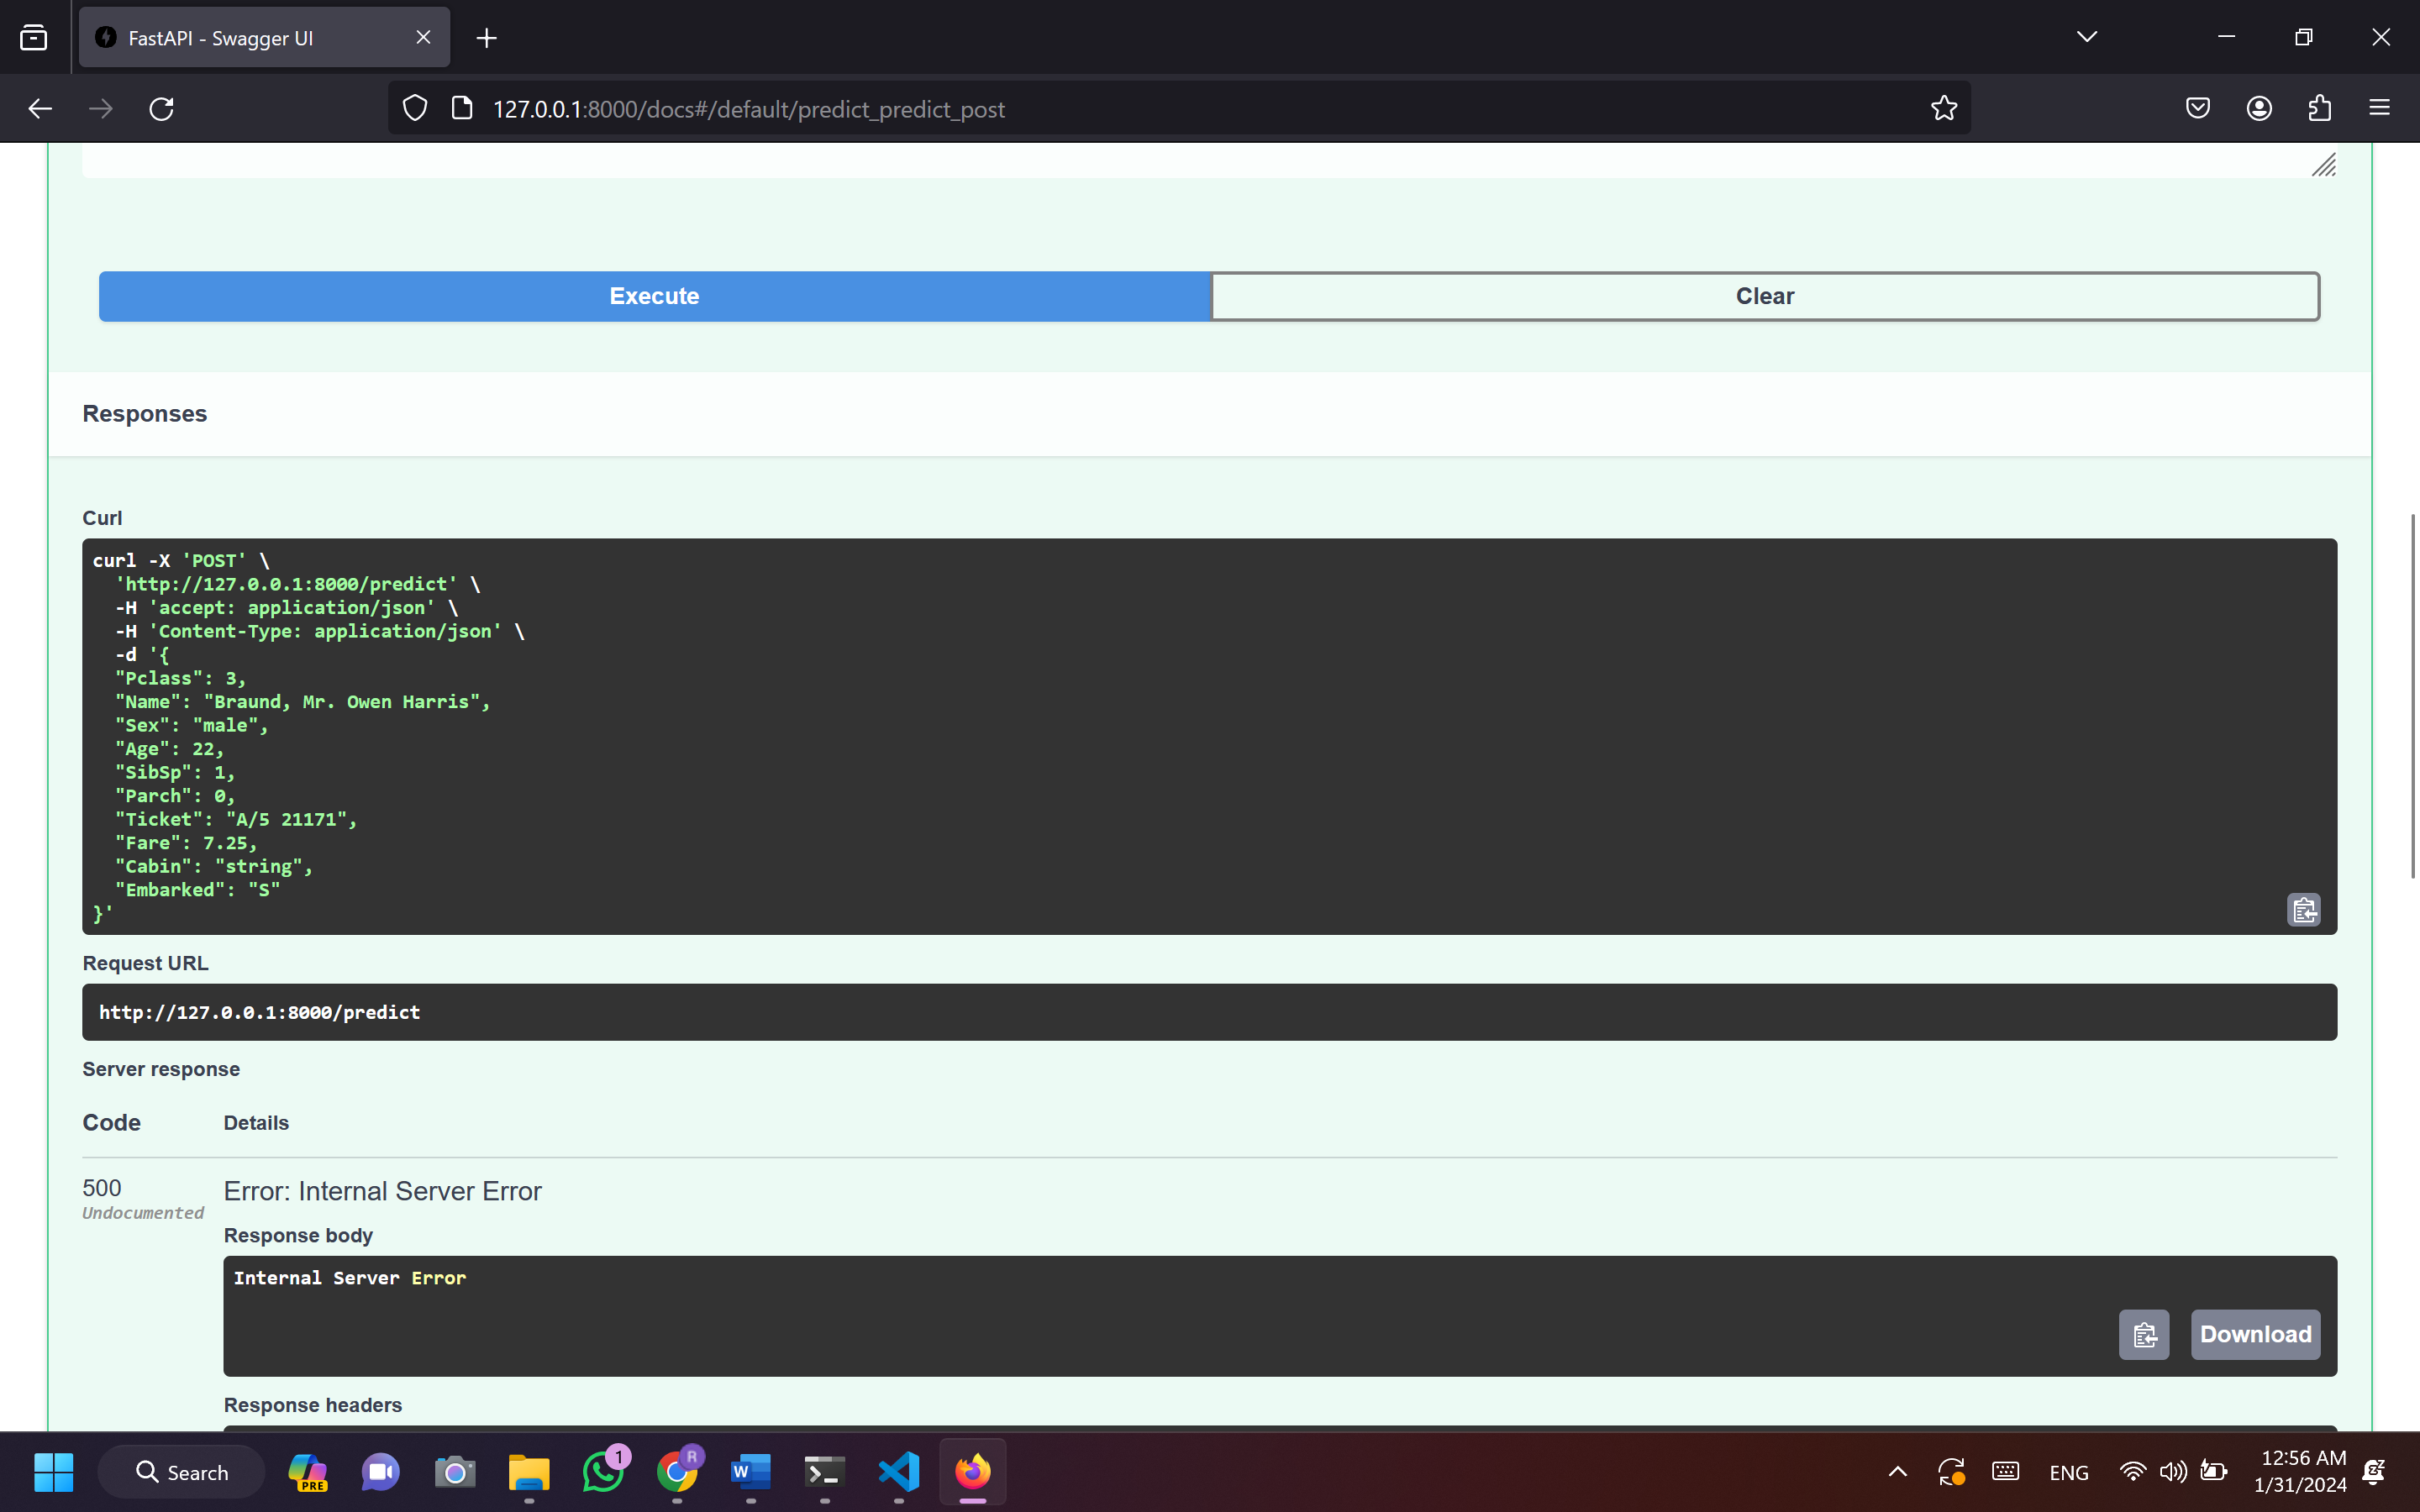 FastAPI - Swagger UI
127.0.0.1:8000/docs#/default/predict_predict_post
Execute
Clear
Responses
Curl
curl -X 'POST' \
'http://127.0.0.1:8000/predict' \
-H 'accept: application/json' \
-H 'Content-Type: application/json' \
-d '{
"Pclass": 3,
"Name": "Braund, Mr. Owen Harris",
"Sex": "male",
"Age": 22,
"SibSp": 1,
"Parch": 0,
"Ticket": "A/5 21171",
"Fare": 7.25,
"Cabin": "string",
"Embarked": "S"
}'
Request URL
http://127.0.0.1:8000/predict
Server response
Code
Details
500
Undocumented
Error: Internal Server Error
Response body
Internal Server Error
Download
Response headers
PRE
Search
1
R
W
ENG
12:56 AM
1/31/2024